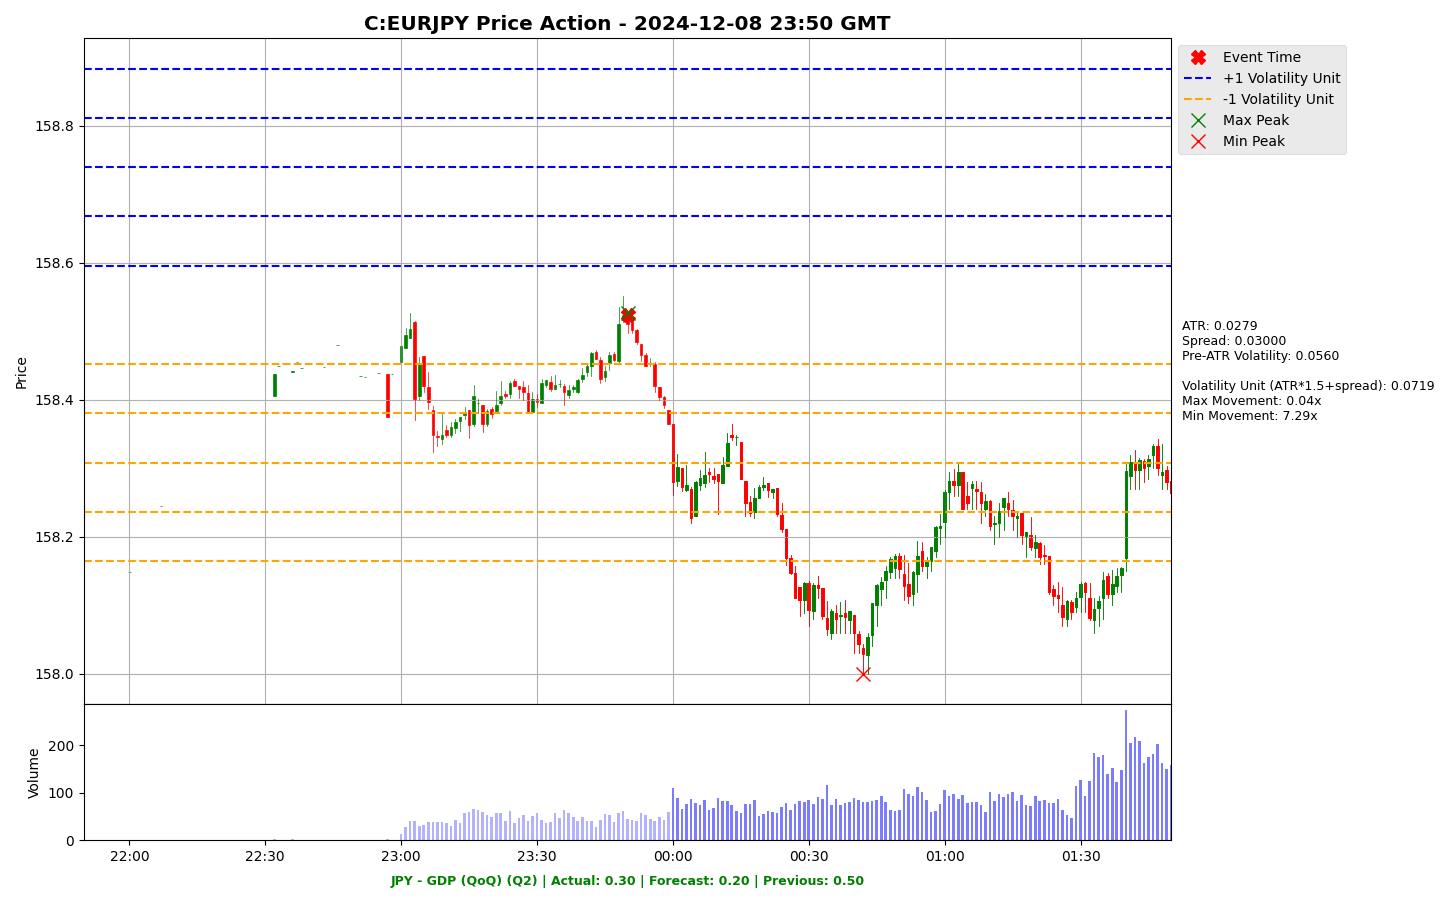 C:EURJPY Price Action - 2024-12-08 23:50 GMT
Event Time
+1 Volatility Unit
-1 Volatility Unit
Max Peak
Min Peak
Price
158.8
158.6
158.4
158.2
158.0
ATR: 0.0279
Spread: 0.03000
Pre-ATR Volatility: 0.0560
Volatility Unit (ATR*1.5+spread): 0.0719
Max Movement: 0.04x
Min Movement: 7.29x
Volume
200
100
0
22:00 22:30 23:00 23:30 00:00 00:30 01:00 01:30
JPY - GDP (QoQ) (Q2) | Actual: 0.30 | Forecast: 0.20 | Previous: 0.50